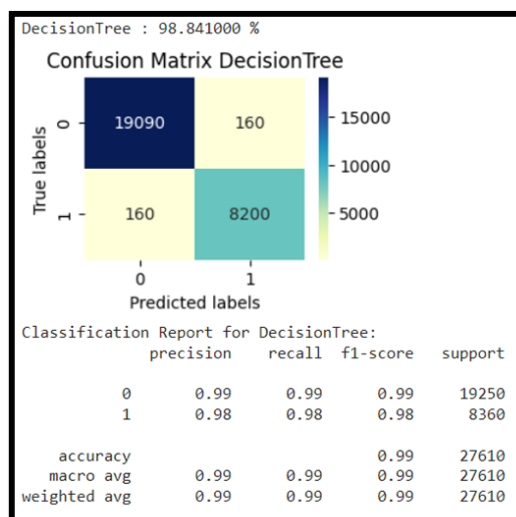 DecisionTree : 98.841000 %
Confusion Matrix DecisionTree
True labels
0
19090 160
1
160 8200
0 1
Predicted labels
15000
10000
5000
Classification Report for DecisionTree:
precision recall f1-score support
0 0.99 0.99 0.99 19250
1 0.98 0.98 0.98 8360
accuracy 0.99 27610
macro avg 0.99 0.99 0.99 27610
weighted avg 0.99 0.99 0.99 27610